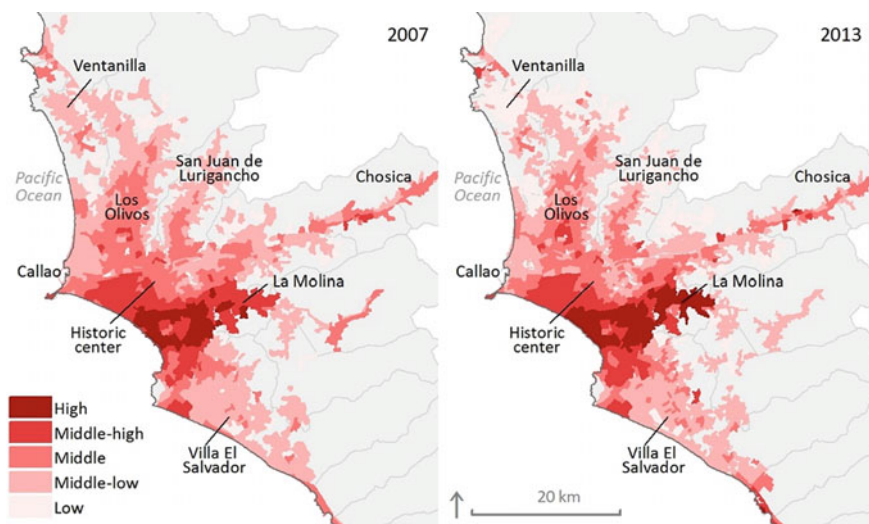 2007
Ventanilla
San Juan de
Lurigancho
Chosica
Pacific
Ocean
Los
Olivos
Callao
La Molina
Historic
center
High
Middle-high
Middle
Middle-low
Low
Villa El
Salvador
2013
Ventanilla
San Juan de
Lurigancho
Chosica
Pacific
Ocean
Los
Olivos
Callao
La Molina
Historic
center
Villa El
Salvador
20 km